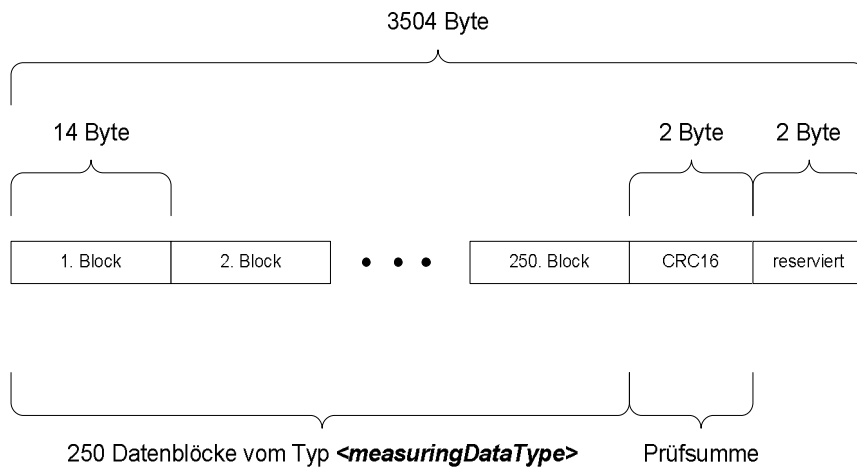 3504 Byte
14 Byte
2 Byte
2 Byte
1. Block
2. Block
250. Block
CRC16
reserviert
250 Datenblöcke vom Typ <measuringDataType>
Prüfsumme